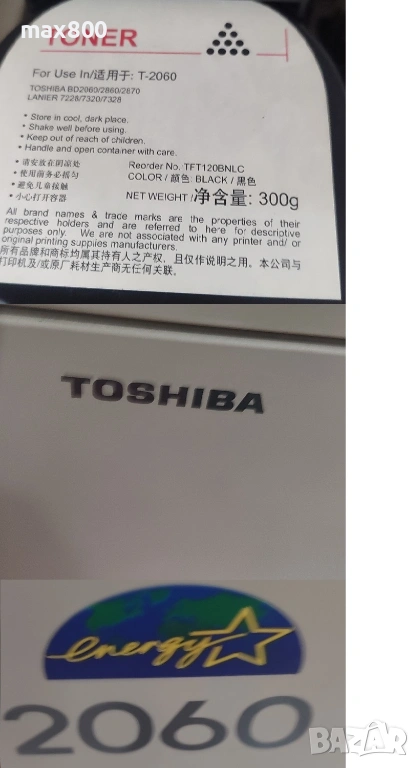 max800
TONER
For Use In/适用于: T-2060
TOSHIBA BD2060/2860/2870
LANIER 7228/7320/7328
• Store in cool, dark place.
• Shake well before using.
• Keep out of reach of children.
• Handle and open container with care.
• 请安放在阴凉处
• 使用前务必摇匀
• 避免儿童接触
• 小心打开容器
Reorder No. TFT120BNLC
COLOR / 颜色: BLACK / 黑色
NET WEIGHT / 净含量: 300g
All brand names & trace marks are the properties of their
respective holders and are referred to here for descriptive
purposes only. We are not affiliated with any printer and/ or
original printing supplies manufacturers.
所有品牌和商标均属其持有人之产权，且仅作说明之用。本公司与
打印机及/或原厂耗材生产商无任何关联。
TOSHIBA
energy
2060
BAZAR
bg